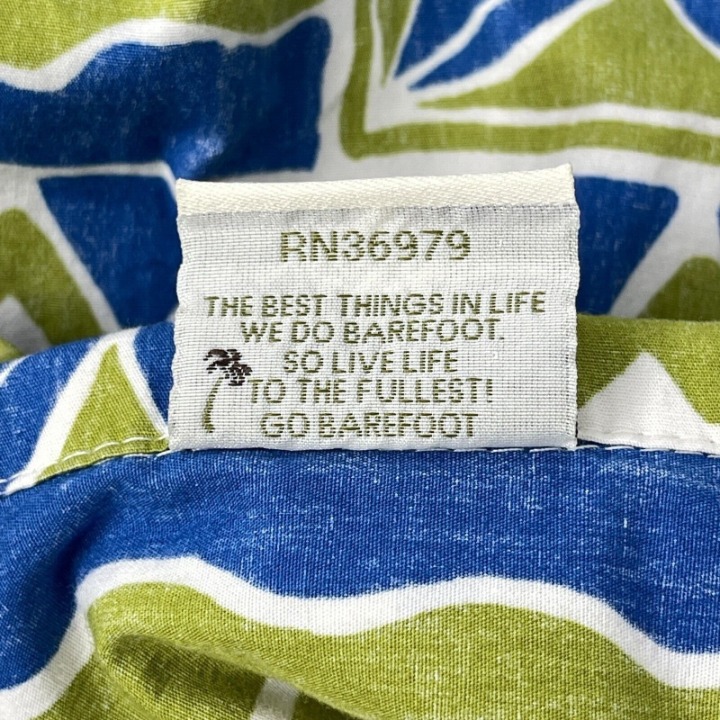 RN36979
THE BEST THINGS IN LIFE
WE DO BAREFOOT.
SO LIVE LIFE
TO THE FULLEST!
GO BAREFOOT